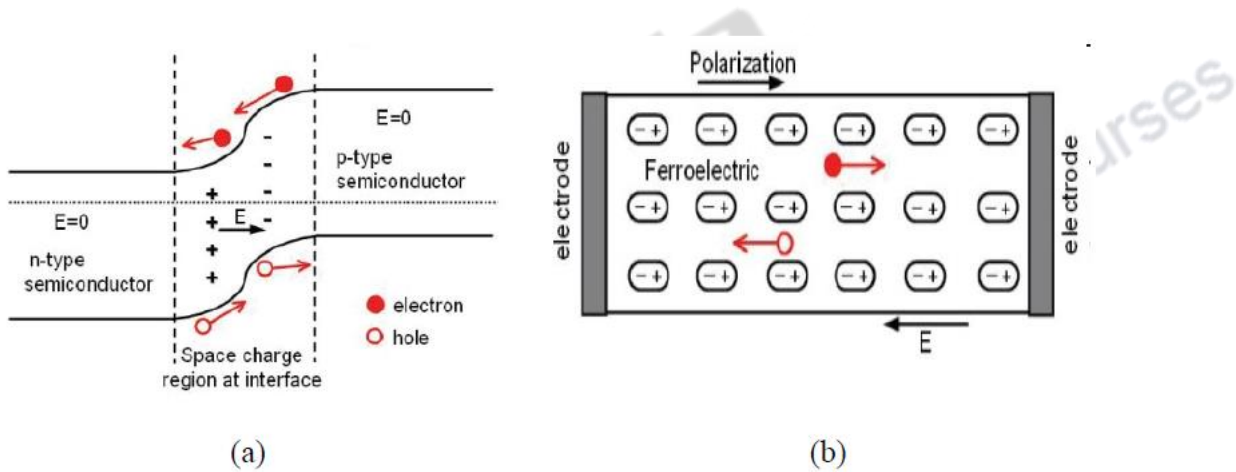 E=0
p-type
semiconductor
E
E=0
n-type
semiconductor
electron
hole
Space charge
region at interface
(a)
Polarization
Ferroelectric
electrode
electrode
E
(b)